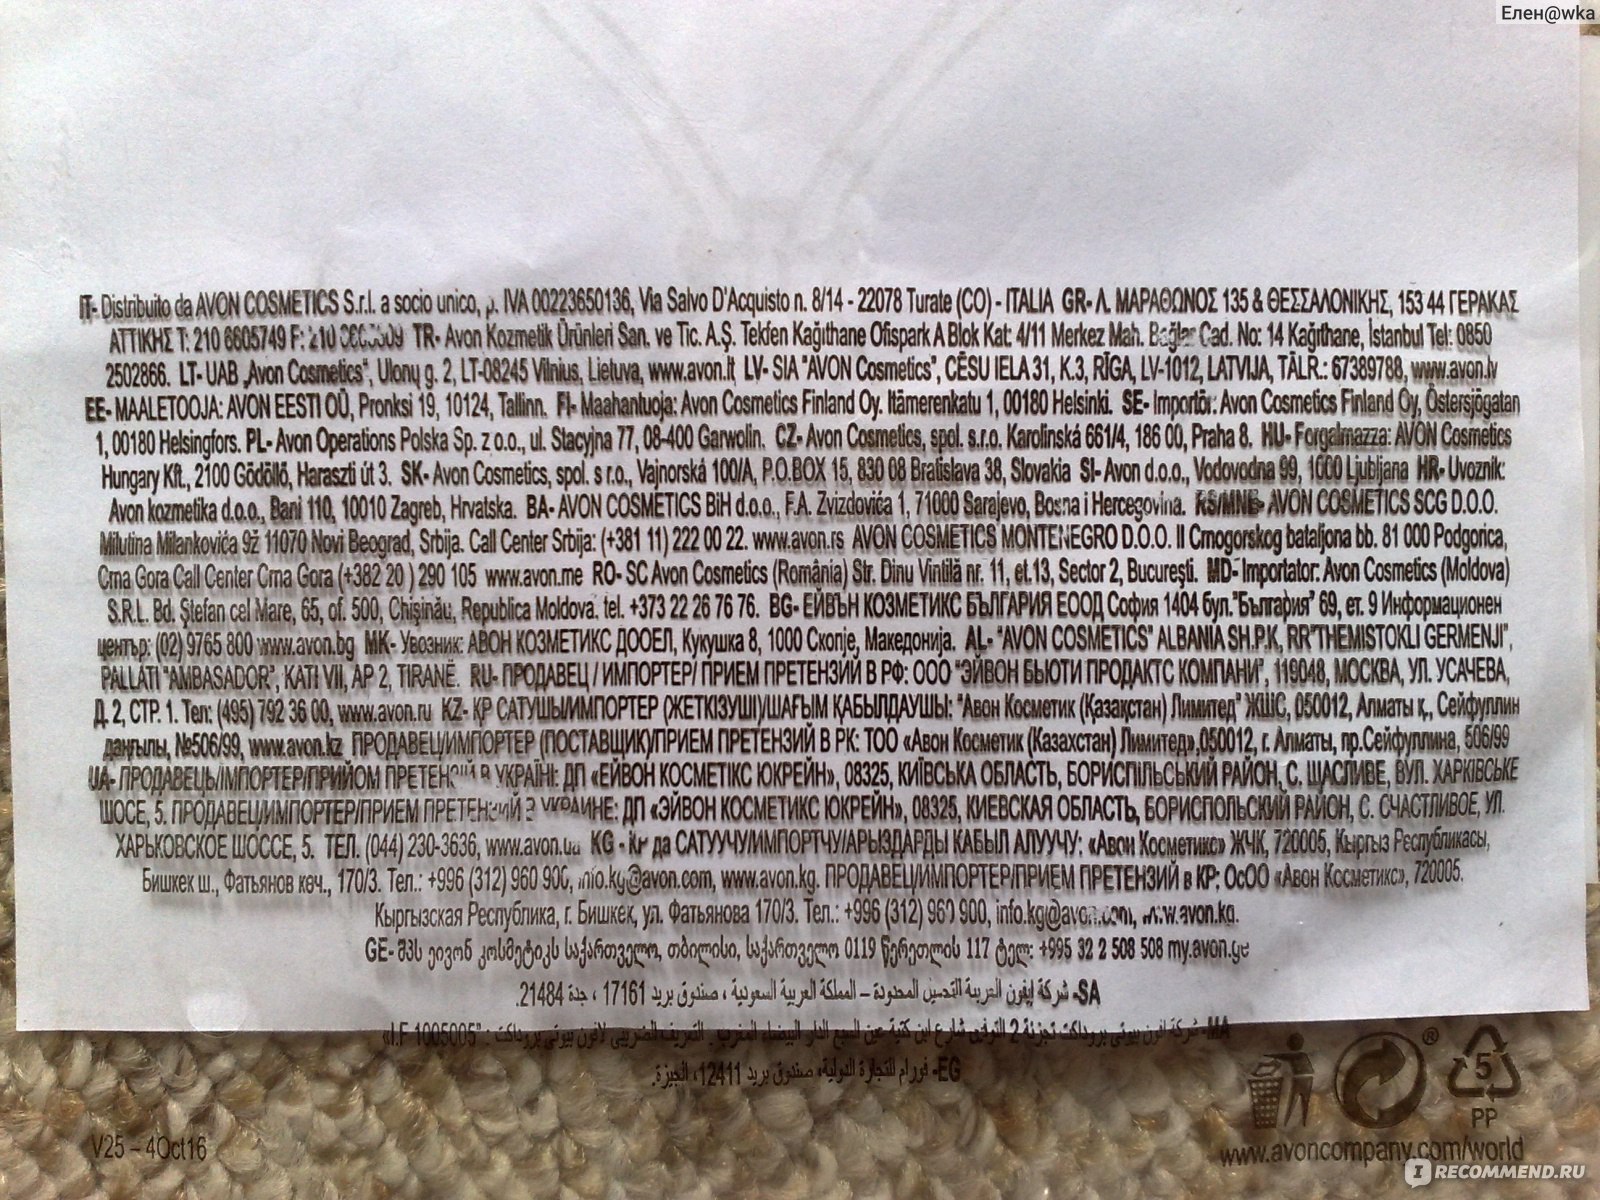 Елен@wka
IT- Distribuito da AVON COSMETICS S.r.l. a socio unico, p. IVA 00223650136, Via Salvo D'Acquisto n. 8/14 - 22078 Turate (CO) - ITALIA GR- Λ. ΜΑΡΑΘΩΝΟΣ 135 & ΘΕΣΣΑΛΟΝΙΚΗΣ, 153 44 ΓΕΡΑΚΑΣ
ΑΤΤΙΚΗΣ Τ: 210 6605749 F: 210 TR- Avon Kozmetik Ürünleri San. ve Tic. A.Ş. Tekfen Kağıthane Ofispark A Blok Kat: 4/11 Merkez Mah. Bağlar Cad. No: 14 Kağıthane, İstanbul Tel: 0850
2502866. LT- UAB „Avon Cosmetics", Ulonų g. 2, LT-08245 Vilnius, Lietuva, www.avon.lt LV- SIA "AVON Cosmetics", CĒSU IELA 31, K.3, RĪGA, LV-1012, LATVIJA, TĀLR.: 67389788, www.avon.lv
EE- MAALETOOJA: AVON EESTI OÜ, Pronksi 19, 10124, Tallinn. FI- Maahantuoja: Avon Cosmetics Finland Oy. Itämerenkatu 1, 00180 Helsinki. SE- Importör: Avon Cosmetics Finland Oy, Östersjögatan
1, 00180 Helsingfors. PL- Avon Operations Polska Sp. z o.o., ul. Stacyjna 77, 08-400 Garwolin. CZ- Avon Cosmetics, spol. s.r.o. Karolinská 661/4, 186 00, Praha 8. HU- Forgalmazza: AVON Cosmetics
Hungary Kft., 2100 Gödöllő, Haraszti út 3. SK- Avon Cosmetics, spol. s r.o., Vajnorská 100/A, P.O.BOX 15, 830 08 Bratislava 38, Slovakia SI- Avon d.o.o., Vodovodna 99, 1000 Ljubljana HR- Uvoznik:
Avon kozmetika d.o.o., Bani 110, 10010 Zagreb, Hrvatska. BA- AVON COSMETICS BiH d.o.o., F.A. Zvizdovića 1, 71000 Sarajevo, Bosna i Hercegovina. RS/MNE- AVON COSMETICS SCG D.O.O.
Milutina Milankovića 9ž 11070 Novi Beograd, Srbija. Call Center Srbija: (+381 11) 222 00 22. www.avon.rs AVON COSMETICS MONTENEGRO D.O.O. II Crnogorskog bataljona bb. 81 000 Podgorica,
Crna Gora Call Center Crna Gora (+382 20 ) 290 105 www.avon.me RO- SC Avon Cosmetics (România) Str. Dinu Vintilă nr. 11, et.13, Sector 2, Bucureşti. MD- Importator: Avon Cosmetics (Moldova)
S.R.L. Bd. Ştefan cel Mare, 65, of. 500, Chişinău, Republica Moldova. tel. +373 22 26 76 76. BG- ЕЙВЪН КОЗМЕТИКС БЪЛГАРИЯ ЕООД София 1404 бул."България" 69, ет. 9 Информационен
център: (02) 9765 800 www.avon.bg MK- Увозник: АВОН КОЗМЕТИКС ДООЕЛ, Кукушка 8, 1000 Скопје, Македонија. AL- "AVON COSMETICS" ALBANIA SH.P.K, RR"THEMISTOKLI GERMENJI",
PALLATI "AMBASADOR", KATI VII, AP 2, TIRANË. RU- ПРОДАВЕЦ / ИМПОРТЕР/ ПРИЕМ ПРЕТЕНЗИЙ В РФ: ООО "ЭЙВОН БЬЮТИ ПРОДАКТС КОМПАНИ", 119048, МОСКВА, УЛ. УСАЧЕВА,
Д. 2, СТР. 1. Тел: (495) 792 36 00, www.avon.ru KZ- ҚР САТУШЫ/ИМПОРТЕР (ЖЕТКІЗУШІ)/ШАҒЫМ ҚАБЫЛДАУШЫ: "Авон Косметик (Қазақстан) Лимитед" ЖШС, 050012, Алматы қ., Сейфуллин
даңғылы, №506/99, www.avon.kz ПРОДАВЕЦ/ИМПОРТЕР (ПОСТАВЩИК)/ПРИЕМ ПРЕТЕНЗИЙ В РК: ТОО «Авон Косметик (Казахстан) Лимитед»,050012, г. Алматы, пр.Сейфуллина, 506/99
UA- ПРОДАВЕЦЬ/ІМПОРТЕР/ПРИЙОМ ПРЕТЕНЗІЙ В УКРАЇНІ: ДП «ЕЙВОН КОСМЕТІКС ЮКРЕЙН», 08325, КИЇВСЬКА ОБЛАСТЬ, БОРИСПІЛЬСЬКИЙ РАЙОН, С. ЩАСЛИВЕ, ВУЛ. ХАРКІВСЬКЕ
ШОСЕ, 5. ПРОДАВЕЦ/ИМПОРТЕР/ПРИЕМ ПРЕТЕНЗИЙ В УКРАИНЕ: ДП «ЭЙВОН КОСМЕТИКС ЮКРЕЙН», 08325, КИЕВСКАЯ ОБЛАСТЬ, БОРИСПОЛЬСКИЙ РАЙОН, С. СЧАСТЛИВОЕ, УЛ.
ХАРЬКОВСКОЕ ШОССЕ, 5. ТЕЛ. (044) 230-3636, www.avon.ua KG - Кр да САТУУЧУ/ИМПОРТЧУ/АРЫЗДАРДЫ КАБЫЛ АЛУУЧУ: «Авон Косметикс» ЖЧК, 720005, Кыргыз Республикасы,
Бишкек ш., Фатьянов көч., 170/3. Тел.: +996 (312) 960 900, info.kg@avon.com, www.avon.kg. ПРОДАВЕЦ/ИМПОРТЕР/ПРИЕМ ПРЕТЕНЗИЙ в КР: ОсОО «Авон Косметикс», 720005.
Кыргызская Республика, г. Бишкек, ул. Фатьянова 170/3. Тел.: +996 (312) 960 900, info.kg@avon.com, www.avon.kg.
GE- შპს ეივონ კოსმეტიკს საქართველო, თბილისი, საქართველო 0119 წერეთლის 117 ტელ: +995 32 2 508 508 my.avon.ge
SA- شركة إيفون العربية للتجميل المحدودة – المملكة العربية السعودية ، صندوق بريد 17161 ، جدة 21484.
MA- شركة افون بيوتي بروداكت تجزئة 2 التوفيق شارع ابن كتيبة عين السبع الدار البيضاء المغرب . التعريف الضريبي لافون بيوتي بروداكت : "I.F 1005005"
EG- فورام للتجارة الدولية، صندوق بريد 12411، الجيزة.
V25 – 4Oct16
®
5
PP
www.avoncompany.com/world
IRECOMMEND.RU